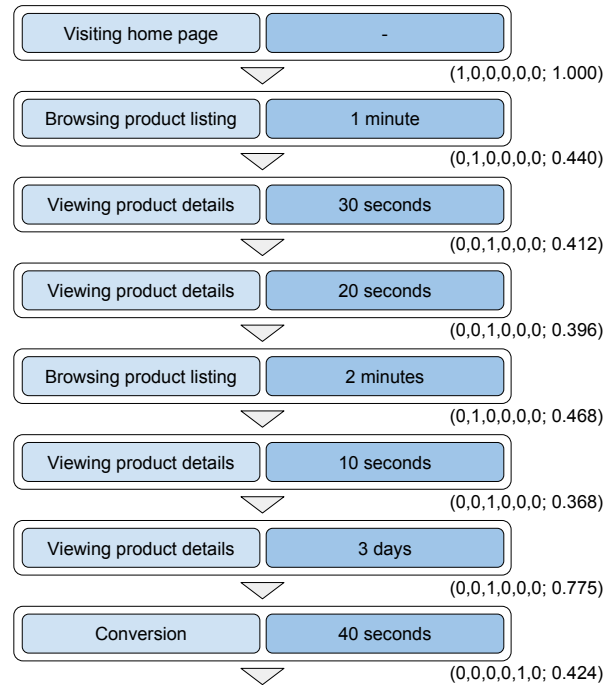 Visiting home page -
(1,0,0,0,0,0; 1.000)
Browsing product listing 1 minute
(0,1,0,0,0,0; 0.440)
Viewing product details 30 seconds
(0,0,1,0,0,0; 0.412)
Viewing product details 20 seconds
(0,0,1,0,0,0; 0.396)
Browsing product listing 2 minutes
(0,1,0,0,0,0; 0.468)
Viewing product details 10 seconds
(0,0,1,0,0,0; 0.368)
Viewing product details 3 days
(0,0,1,0,0,0; 0.775)
Conversion 40 seconds
(0,0,0,0,1,0; 0.424)